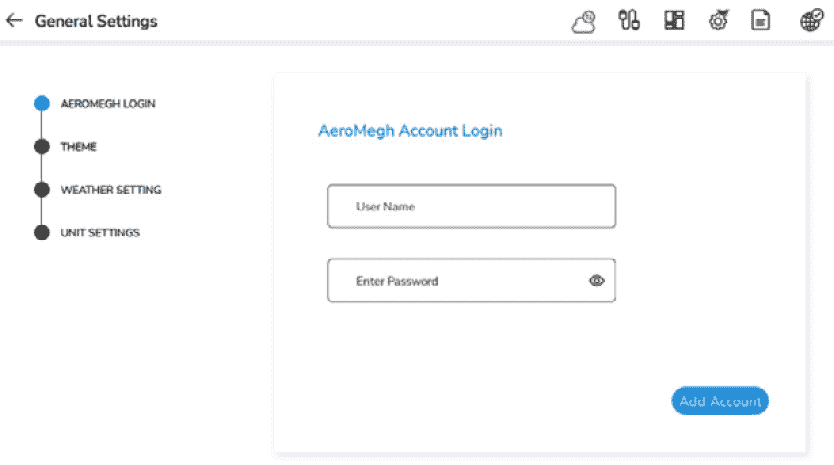 General Settings
AEROMEGH LOGIN
THEME
WEATHER SETTING
UNIT SETTINGS
AeroMegh Account Login
User Name
Enter Password
Add Account